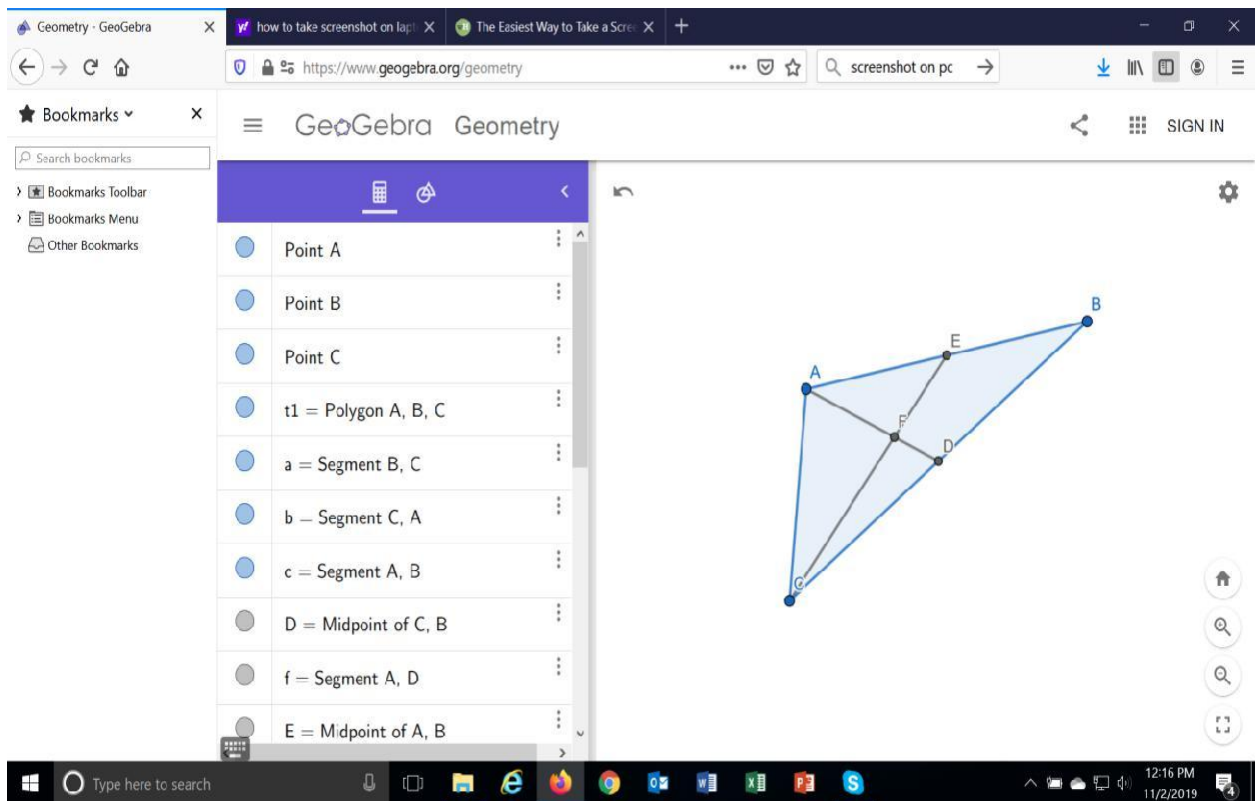 Geometry - GeoGebra
how to take screenshot on lapt
The Easiest Way to Take a Scree
https://www.geogebra.org/geometry
screenshot on pc
Bookmarks
GeoGebra Geometry
SIGN IN
Search bookmarks
Bookmarks Toolbar
Bookmarks Menu
Other Bookmarks
Point A
Point B
Point C
t1 = Polygon A, B, C
a = Segment B, C
b = Segment C, A
c = Segment A, B
D = Midpoint of C, B
f = Segment A, D
E = Midpoint of A, B
B
E
A
F
D
C
Type here to search
12:16 PM
11/2/2019
4